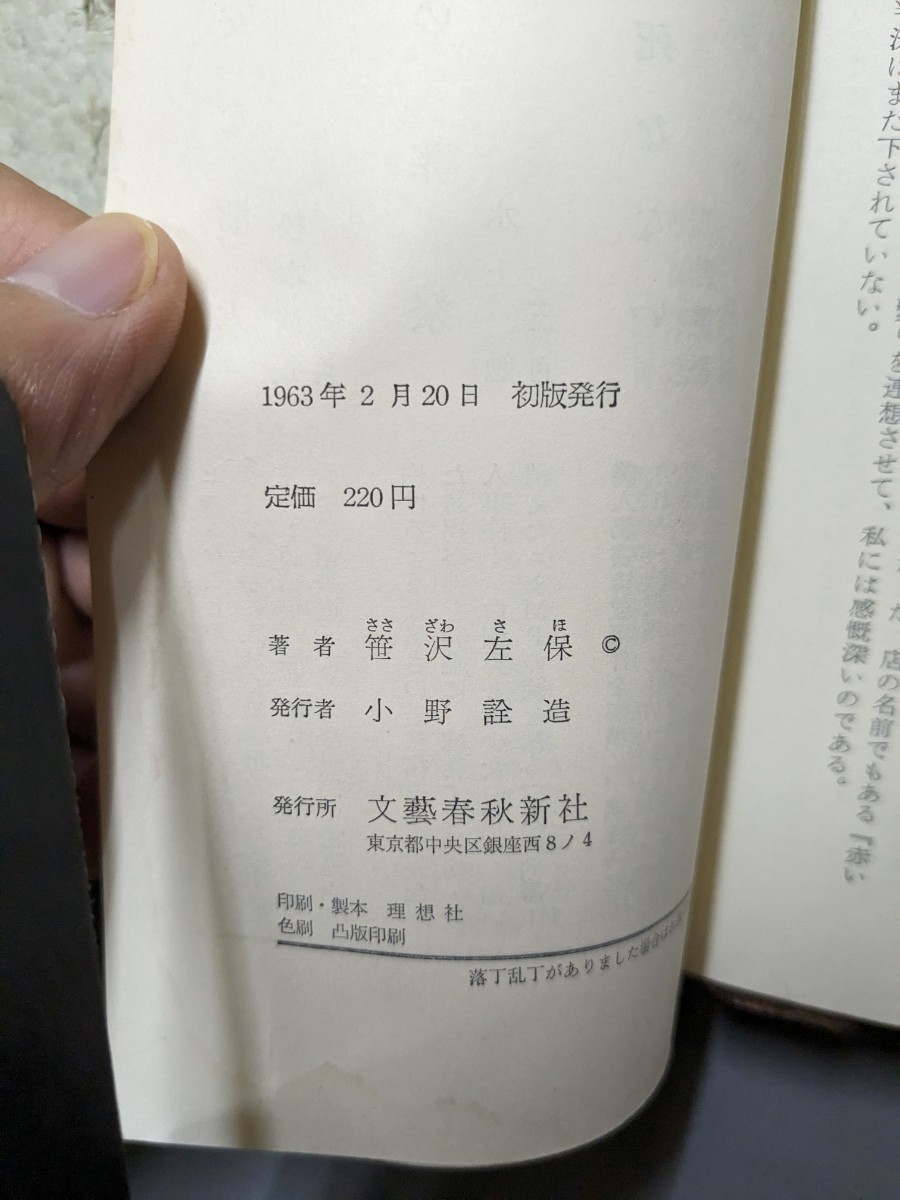 1963年2月20日 初版発行
定価 220円
著者 笹沢左保 ©
ささ ざわ さ ほ
発行者 小野詮造
発行所 文藝春秋新社
東京都中央区銀座西8ノ4
印刷・製本 理想社
色刷 凸版印刷
落丁乱丁がありました場合は
店の名前でもある『赤い
を連想させて、私には感慨深いのである。
はまだ下されていない。